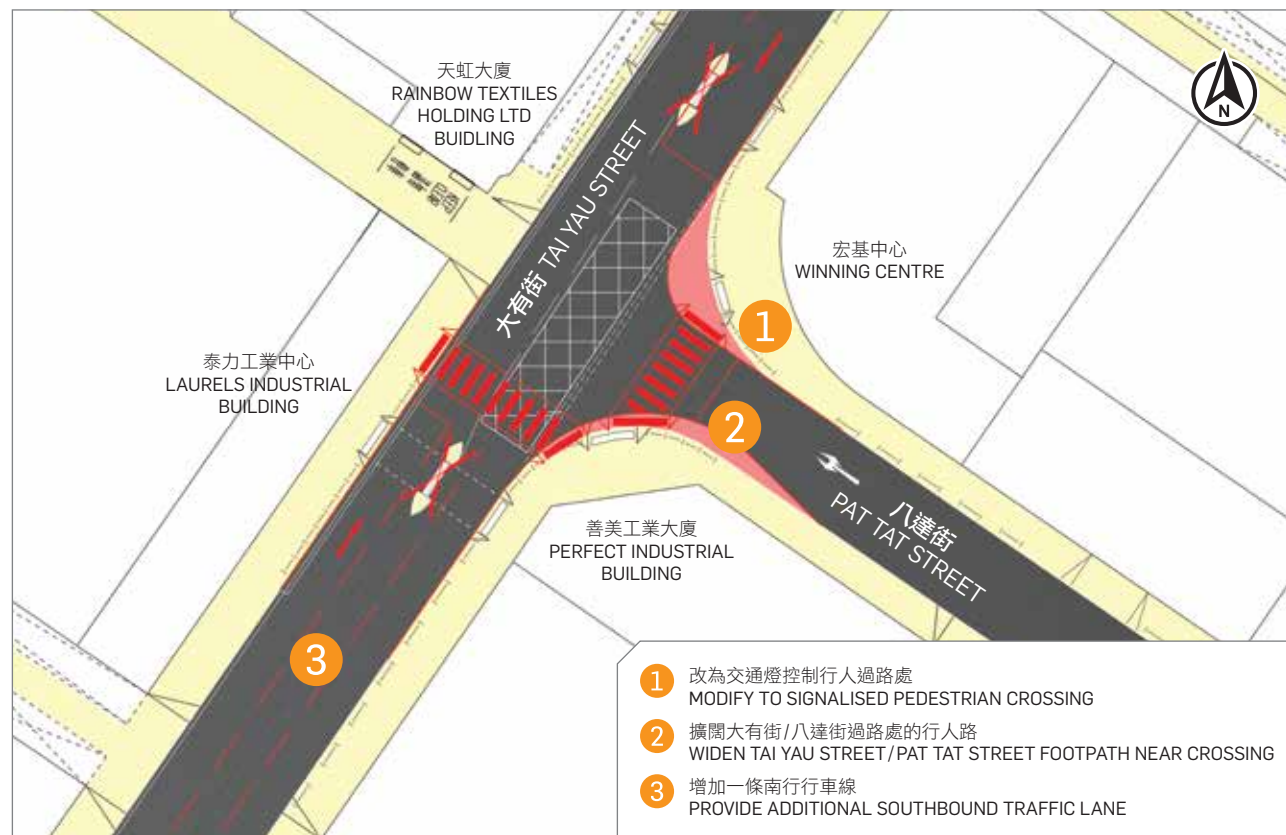 天虹大廈
RAINBOW TEXTILES
HOLDING LTD
BUIDLING
N
大有街 TAI YAU STREET
宏基中心
WINNING CENTRE
1
泰力工業中心
LAURELS INDUSTRIAL
BUILDING
2
善美工業大廈
PERFECT INDUSTRIAL
BUILDING
八達街
PAT TAT STREET
3
1 改為交通燈控制行人過路處
MODIFY TO SIGNALISED PEDESTRIAN CROSSING
2 擴闊大有街/八達街過路處的行人路
WIDEN TAI YAU STREET/PAT TAT STREET FOOTPATH NEAR CROSSING
3 增加一條南行行車線
PROVIDE ADDITIONAL SOUTHBOUND TRAFFIC LANE